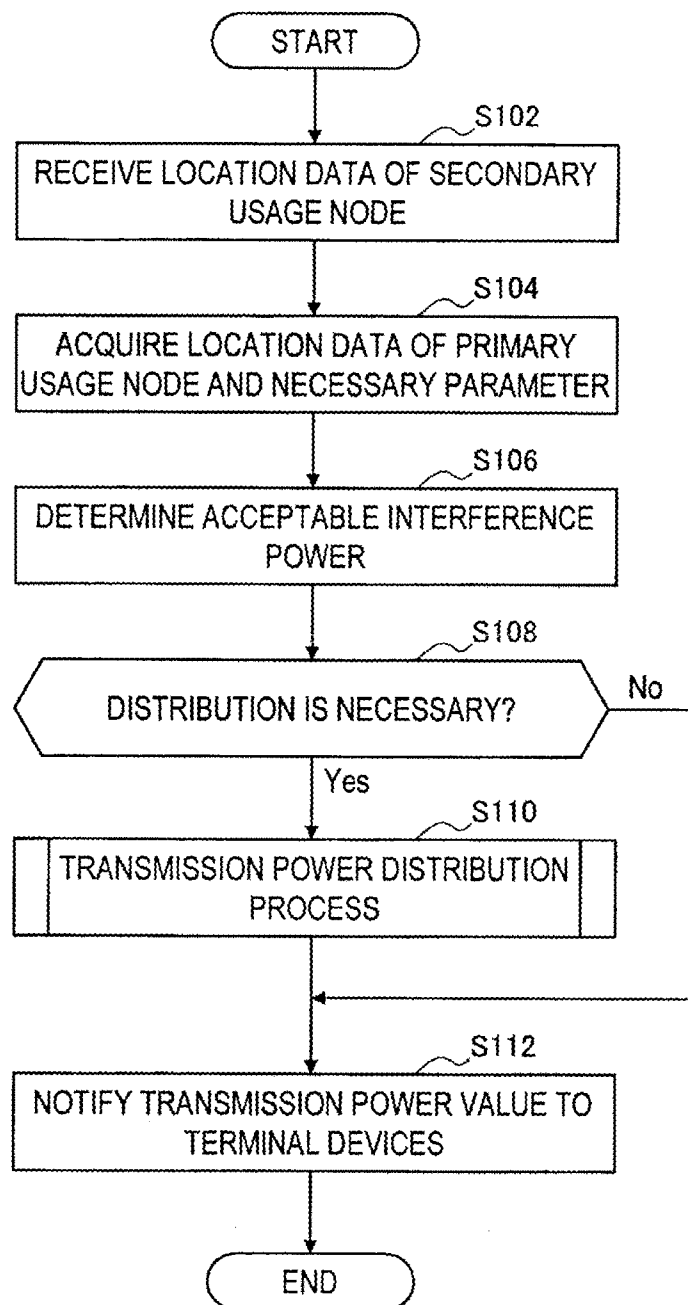 START
S102
RECEIVE LOCATION DATA OF SECONDARY
USAGE NODE
S104
ACQUIRE LOCATION DATA OF PRIMARY
USAGE NODE AND NECESSARY PARAMETER
S106
DETERMINE ACCEPTABLE INTERFERENCE
POWER
S108
DISTRIBUTION IS NECESSARY?
No
Yes
S110
TRANSMISSION POWER DISTRIBUTION
PROCESS
S112
NOTIFY TRANSMISSION POWER VALUE TO
TERMINAL DEVICES
END